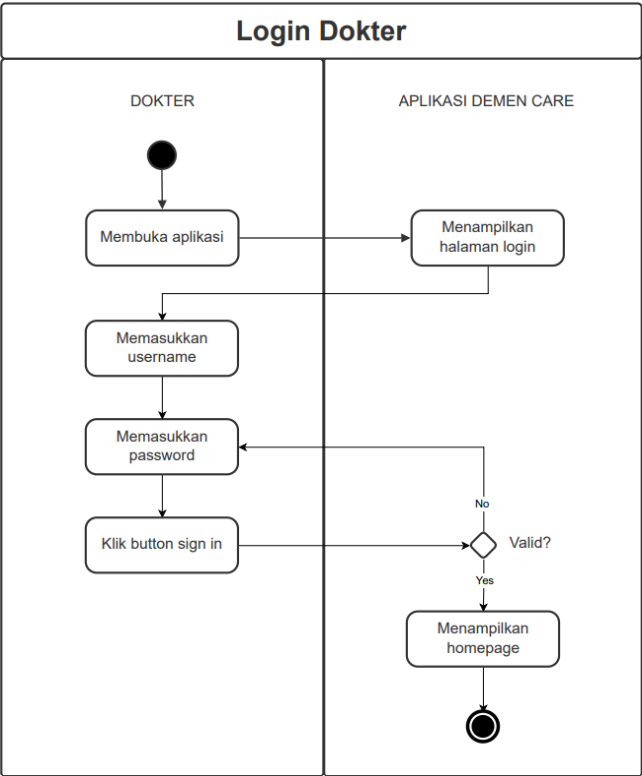 Login Dokter
DOKTER
APLIKASI DEMEN CARE
Membuka aplikasi
Menampilkan
halaman login
Memasukkan
username
Memasukkan
password
No
Klik button sign in
Valid?
Yes
Menampilkan
homepage